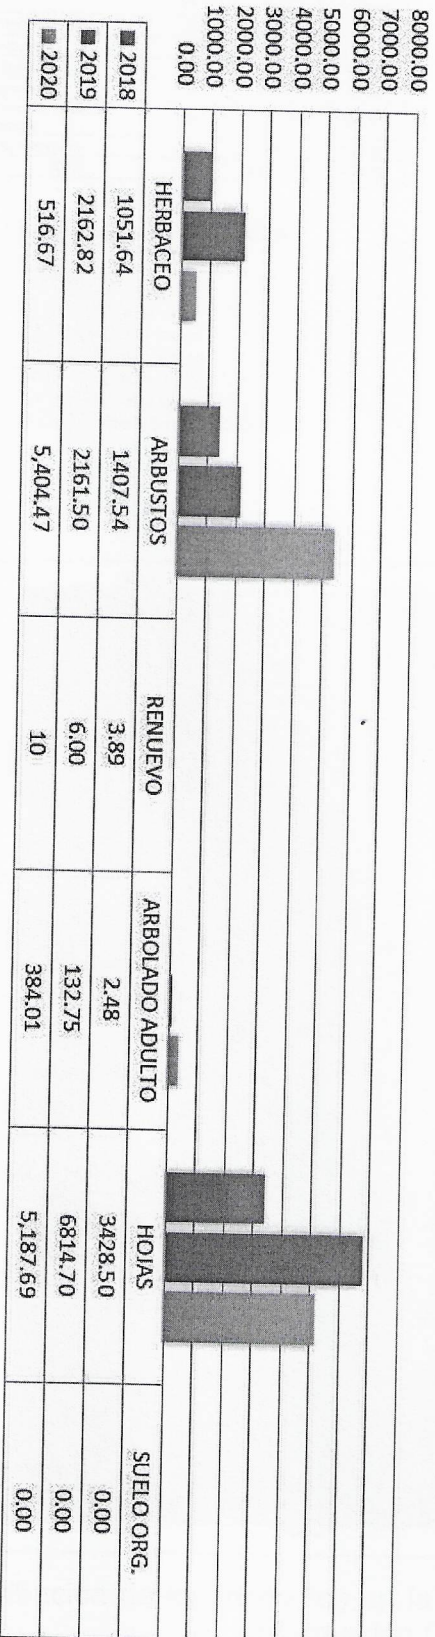 8000.00
7000.00
6000.00
5000.00
4000.00
3000.00
2000.00
1000.00
0.00
HERBACEO ARBUSTOS RENUEVO ARBOLADO ADULTO HOJAS SUELO ORG.
2018 1051.64 1407.54 3.89 2.48 3428.50 0.00
2019 2162.82 2161.50 6.00 132.75 6814.70 0.00
2020 516.67 5,404.47 10 384.01 5,187.69 0.00